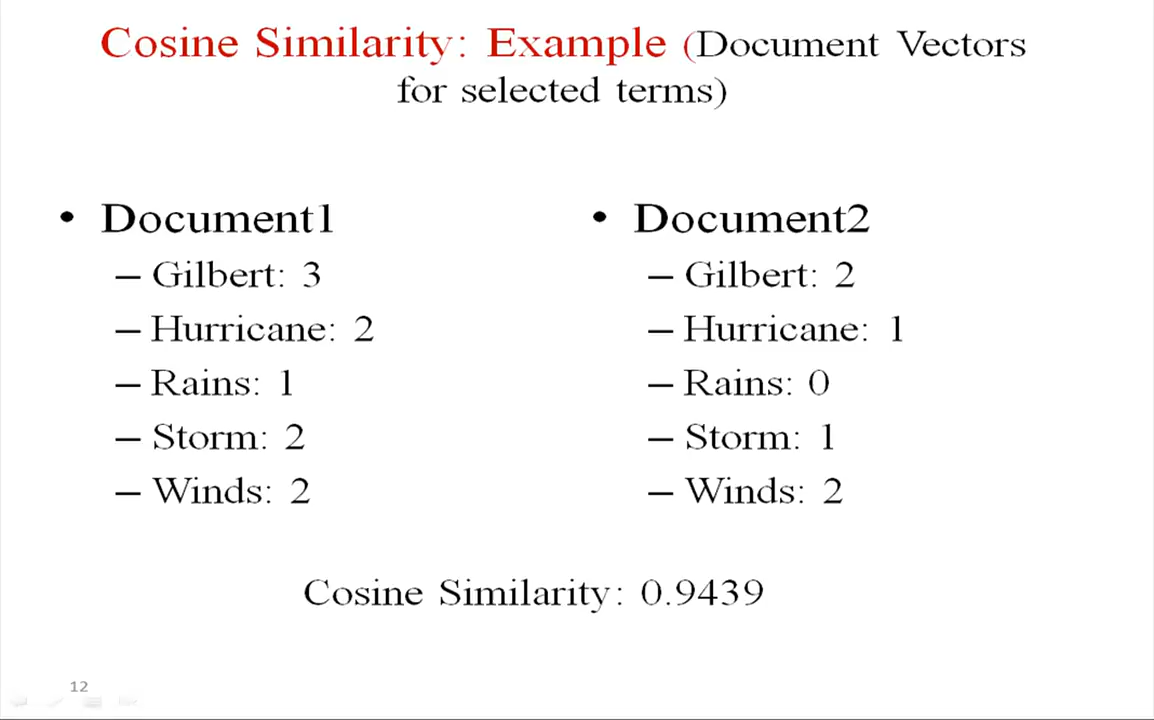 Cosine Similarity: Example (Document Vectors
for selected terms)
• Document1
– Gilbert: 3
– Hurricane: 2
– Rains: 1
– Storm: 2
– Winds: 2
• Document2
– Gilbert: 2
– Hurricane: 1
– Rains: 0
– Storm: 1
– Winds: 2
Cosine Similarity: 0.9439
12